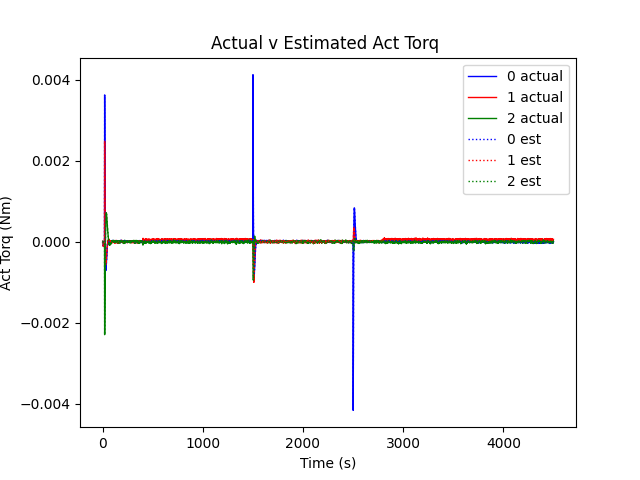 Actual v Estimated Act Torq
0 actual
1 actual
2 actual
0 est
1 est
2 est
0.004
0.002
0.000
−0.002
−0.004
Act Torq (Nm)
0
1000
2000
3000
4000
Time (s)